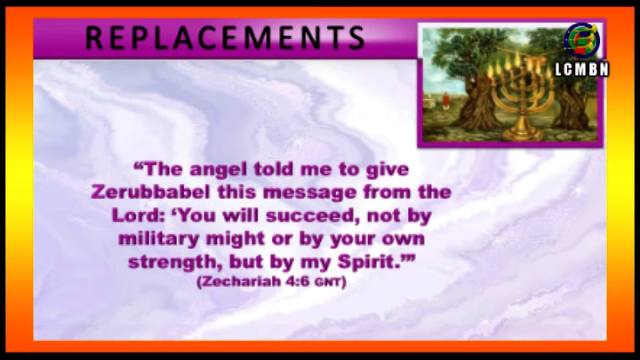 REPLACEMENTS
LCMBN
“The angel told me to give
Zerubbabel this message from the
Lord: ‘You will succeed, not by
military might or by your own
strength, but by my Spirit.’”
(Zechariah 4:6 GNT)